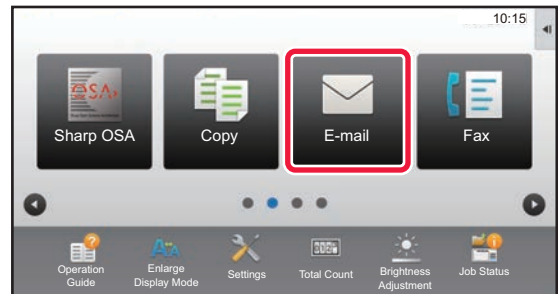 10:15
OSA
Sharp OSA
Copy
E-mail
Fax
Operation
Guide
Enlarge
Display Mode
Settings
Total Count
Brightness
Adjustment
Job Status